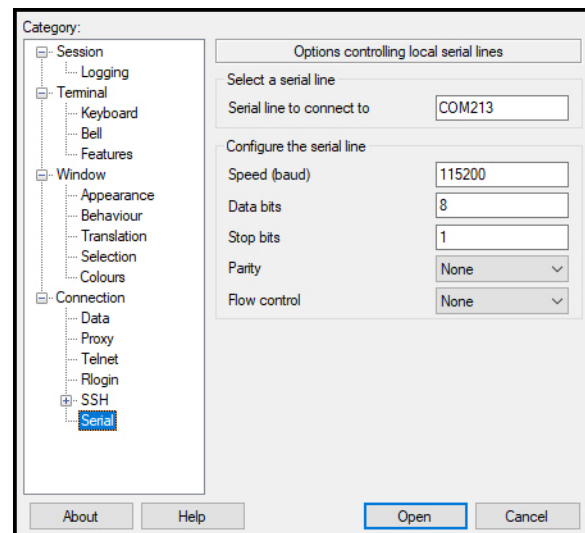 Category:
Session
Logging
Terminal
Keyboard
Bell
Features
Window
Appearance
Behaviour
Translation
Selection
Colours
Connection
Data
Proxy
Telnet
Rlogin
SSH
Serial
Options controlling local serial lines
Select a serial line
Serial line to connect to COM213
Configure the serial line
Speed (baud) 115200
Data bits 8
Stop bits 1
Parity None
Flow control None
About Help Open Cancel